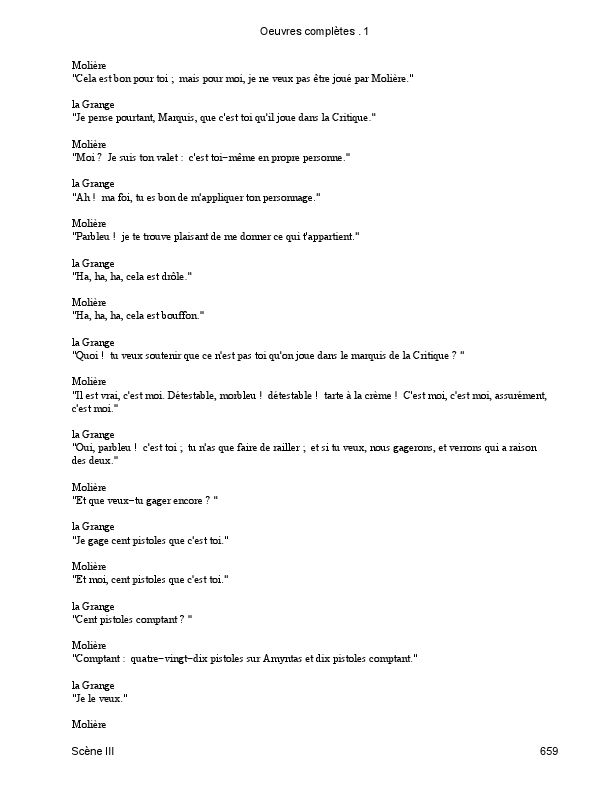 Oeuvres complètes . 1
Molière
"Cela est bon pour toi ;  mais pour moi, je ne veux pas être joué par Molière."
la Grange
"Je pense pourtant, Marquis, que c'est toi qu'il joue dans la Critique."
Molière
"Moi ?  Je suis ton valet :  c'est toi−même en propre personne."
la Grange
"Ah !  ma foi, tu es bon de m'appliquer ton personnage."
Molière
"Parbleu !  je te trouve plaisant de me donner ce qui t'appartient."
la Grange
"Ha, ha, ha, cela est drôle."
Molière
"Ha, ha, ha, cela est bouffon."
la Grange
"Quoi !  tu veux soutenir que ce n'est pas toi qu'on joue dans le marquis de la Critique ? "
Molière
"Il est vrai, c'est moi. Détestable, morbleu !  détestable !  tarte à la crème !  C'est moi, c'est moi, assurément,
c'est moi."
la Grange
"Oui, parbleu !  c'est toi ;  tu n'as que faire de railler ;  et si tu veux, nous gagerons, et verrons qui a raison
des deux."
Molière
"Et que veux−tu gager encore ? "
la Grange
"Je gage cent pistoles que c'est toi."
Molière
"Et moi, cent pistoles que c'est toi."
la Grange
"Cent pistoles comptant ? "
Molière
"Comptant :  quatre−vingt−dix pistoles sur Amyntas et dix pistoles comptant."
la Grange
"Je le veux."
Molière
Scène III 659